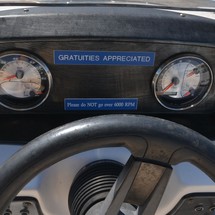 GRATUITIES APPRECIATED
Please do NOT go over 6000 RPM